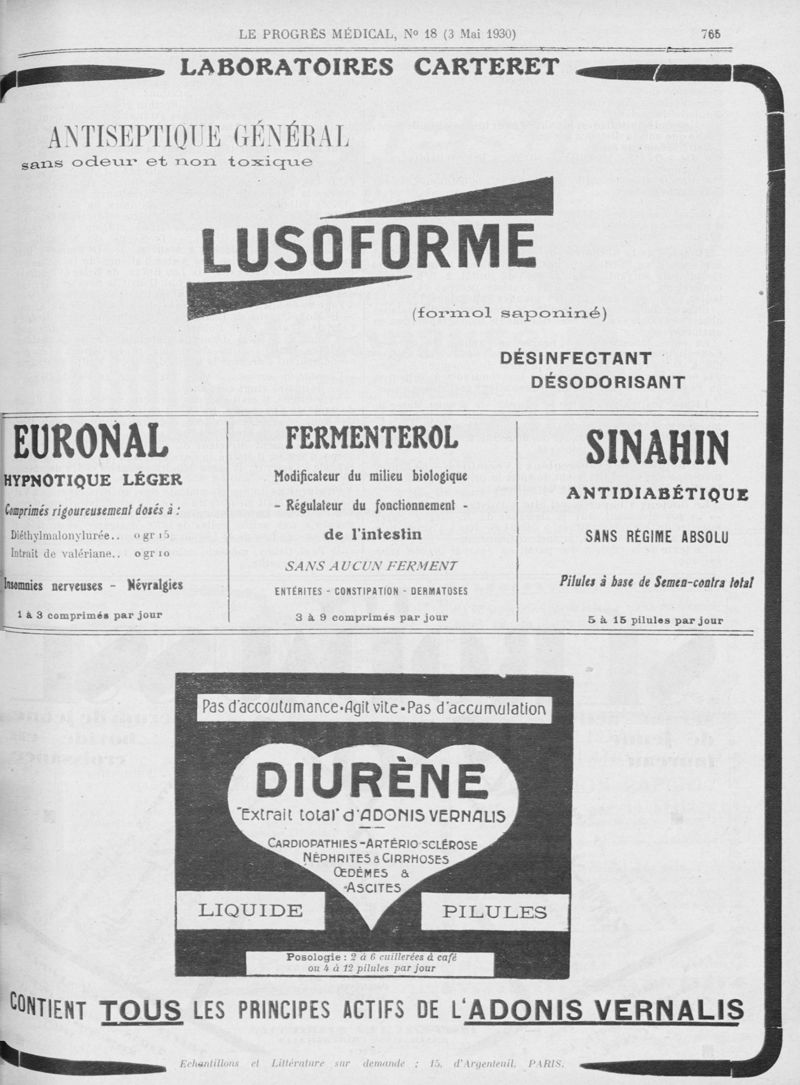 LE PROGRÈS MÉDICAL, No 18 (3 Mai 1930) 765
LABORATOIRES CARTERET
ANTISEPTIQUE GÉNÉRAL
sans odeur et non toxique
LUSOFORME
(formol saponiné)
DÉSINFECTANT
DÉSODORISANT
EURONAL
HYPNOTIQUE LÉGER
Comprimés rigoureusement dosés à :
Diéthylmalonylurée.. 0 gr 15
Intrait de valériane.. 0 gr 10
Insomnies nerveuses - Névralgies
1 à 3 comprimés par jour
FERMENTEROL
Modificateur du milieu biologique
- Régulateur du fonctionnement -
de l'intestin
SANS AUCUN FERMENT
ENTÉRITES - CONSTIPATION - DERMATOSES
3 à 9 comprimés par jour
SINAHIN
ANTIDIABÉTIQUE
SANS RÉGIME ABSOLU
Pilules à base de Semen-contra total
5 à 15 pilules par jour
Pas d'accoutumance-Agit vite-Pas d'accumulation
DIURÈNE
"Extrait total" d'ADONIS VERNALIS
CARDIOPATHIES-ARTÉRIO-SCLÉROSE
NÉPHRITES & CIRRHOSES
ŒDÈMES &
ASCITES
LIQUIDE PILULES
Posologie : 2 à 6 cuillerées à café
ou 4 à 12 pilules par jour
CONTIENT TOUS LES PRINCIPES ACTIFS DE L'ADONIS VERNALIS
Echantillons et Littérature sur demande ; 15, d'Argenteuil, PARIS.